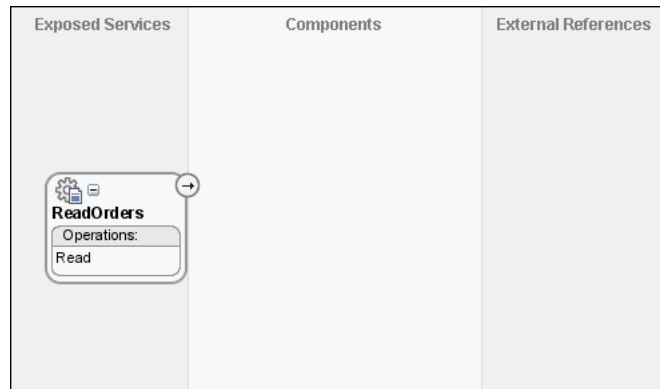 Exposed Services
Components
External References
ReadOrders
Operations:
Read